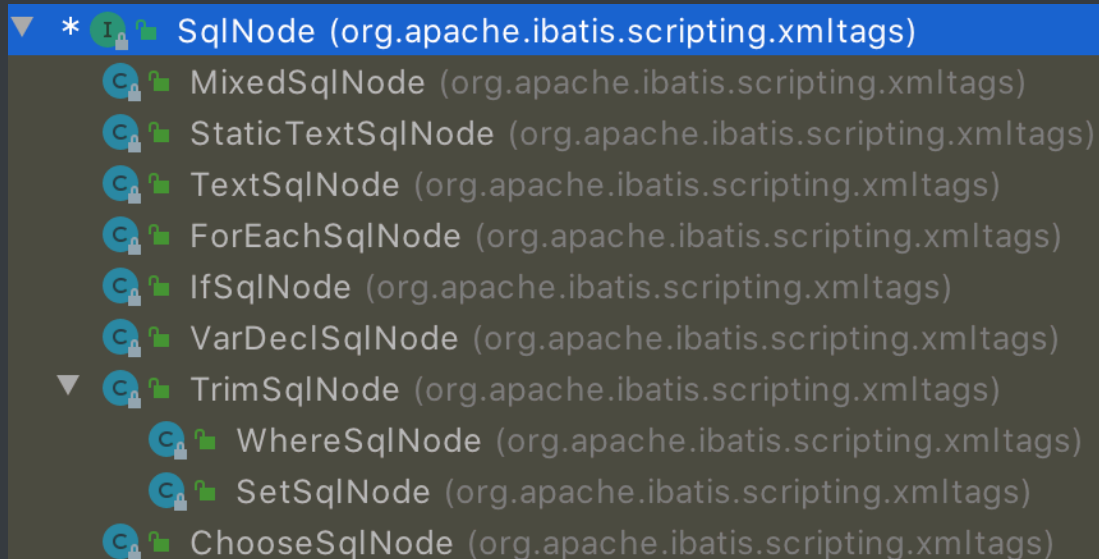 * SqlNode (org.apache.ibatis.scripting.xmltags)
MixedSqlNode (org.apache.ibatis.scripting.xmltags)
StaticTextSqlNode (org.apache.ibatis.scripting.xmltags)
TextSqlNode (org.apache.ibatis.scripting.xmltags)
ForEachSqlNode (org.apache.ibatis.scripting.xmltags)
IfSqlNode (org.apache.ibatis.scripting.xmltags)
VarDeclSqlNode (org.apache.ibatis.scripting.xmltags)
TrimSqlNode (org.apache.ibatis.scripting.xmltags)
WhereSqlNode (org.apache.ibatis.scripting.xmltags)
SetSqlNode (org.apache.ibatis.scripting.xmltags)
ChooseSqlNode (org.apache.ibatis.scripting.xmltags)